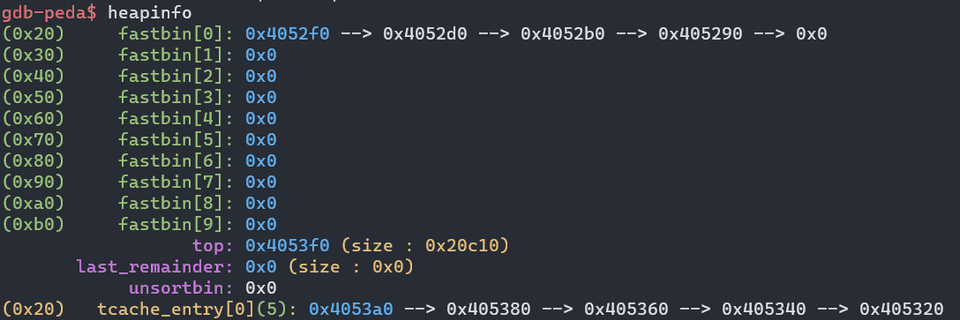 gdb-peda$ heapinfo
(0x20)     fastbin[0]: 0x4052f0 --> 0x4052d0 --> 0x4052b0 --> 0x405290 --> 0x0
(0x30)     fastbin[1]: 0x0
(0x40)     fastbin[2]: 0x0
(0x50)     fastbin[3]: 0x0
(0x60)     fastbin[4]: 0x0
(0x70)     fastbin[5]: 0x0
(0x80)     fastbin[6]: 0x0
(0x90)     fastbin[7]: 0x0
(0xa0)     fastbin[8]: 0x0
(0xb0)     fastbin[9]: 0x0
                  top: 0x4053f0 (size : 0x20c10)
       last_remainder: 0x0 (size : 0x0)
            unsortbin: 0x0
(0x20)   tcache_entry[0](5): 0x4053a0 --> 0x405380 --> 0x405360 --> 0x405340 --> 0x405320